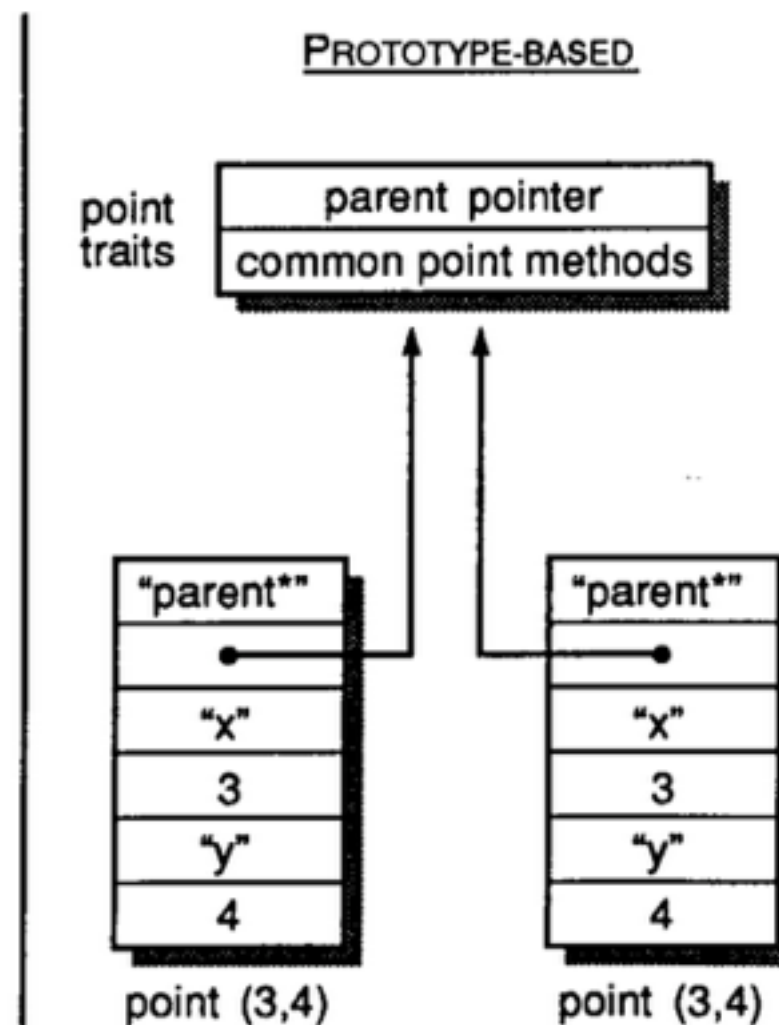 PROTOTYPE-BASED
point
traits
parent pointer
common point methods
“parent*”
“x”
3
“y”
4
point (3,4)
“parent*”
“x”
3
“y”
4
point (3,4)